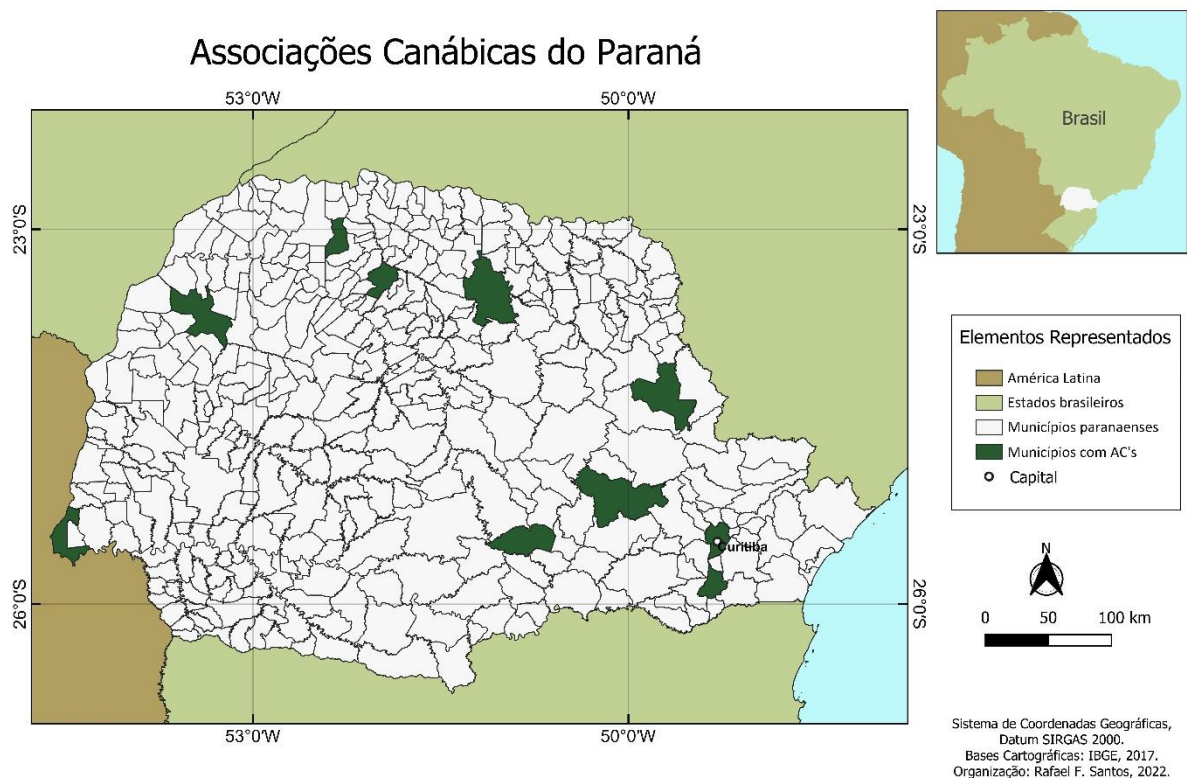 Associações Canábicas do Paraná
53°0'W
50°0'W
23°0'S
23°0'S
26°0'S
26°0'S
53°0'W
50°0'W
Curitiba
Brasil
Elementos Representados
América Latina
Estados brasileiros
Municípios paranaenses
Municípios com AC's
Capital
N
0 50 100 km
Sistema de Coordenadas Geográficas,
Datum SIRGAS 2000.
Bases Cartográficas: IBGE, 2017.
Organização: Rafael F. Santos, 2022.